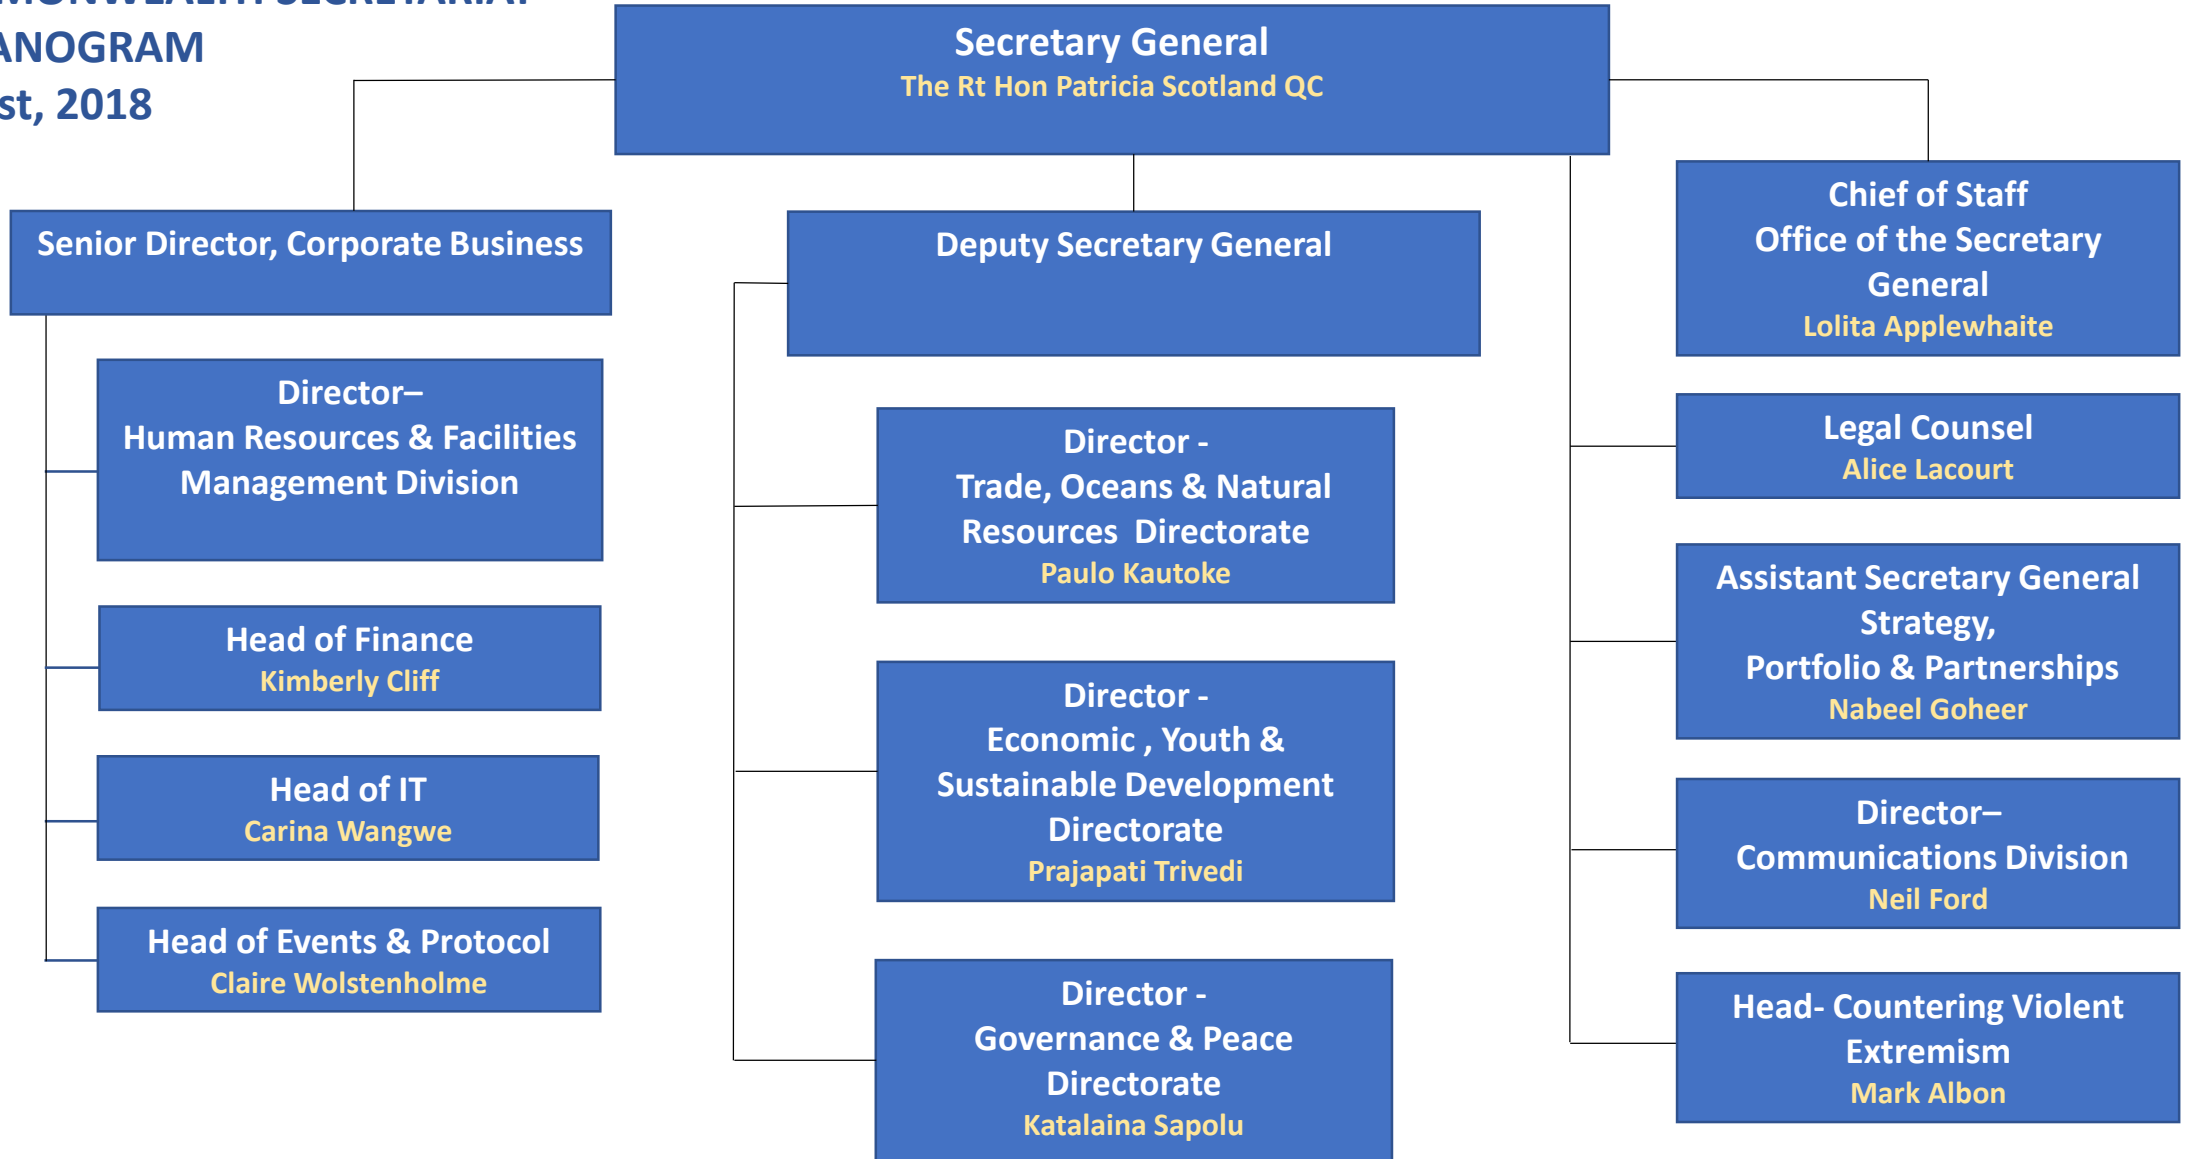 ANOGRAM
st, 2018
Secretary General
The Rt Hon Patricia Scotland QC
Senior Director, Corporate Business
Director–
Human Resources & Facilities
Management Division
Head of Finance
Kimberly Cliff
Head of IT
Carina Wangwe
Head of Events & Protocol
Claire Wolstenholme
Deputy Secretary General
Director -
Trade, Oceans & Natural
Resources Directorate
Paulo Kautoke
Director -
Economic , Youth &
Sustainable Development
Directorate
Prajapati Trivedi
Director -
Governance & Peace
Directorate
Katalaina Sapolu
Chief of Staff
Office of the Secretary
General
Lolita Applewhaite
Legal Counsel
Alice Lacourt
Assistant Secretary General
Strategy,
Portfolio & Partnerships
Nabeel Goheer
Director–
Communications Division
Neil Ford
Head- Countering Violent
Extremism
Mark Albon